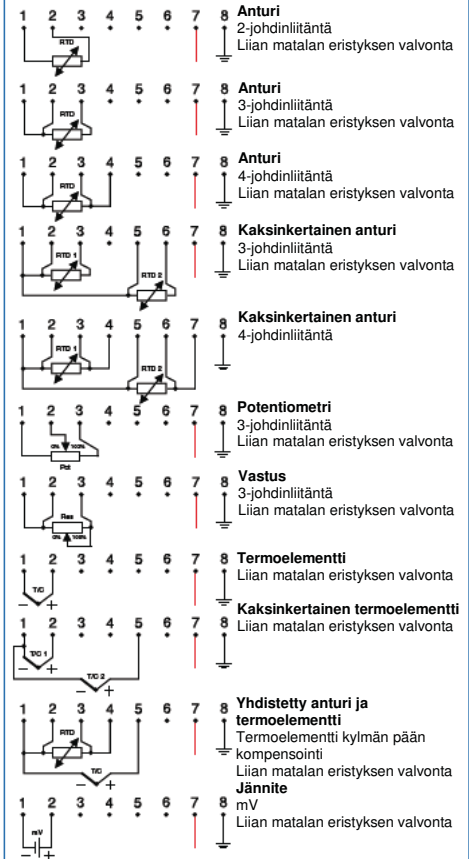 1 2 3 4 5 6 7 8
RTD
Anturi
2-johdinliitäntä
Liian matalan eristyksen valvonta
1 2 3 4 5 6 7 8
RTD
Anturi
3-johdinliitäntä
Liian matalan eristyksen valvonta
1 2 3 4 5 6 7 8
RTD
Anturi
4-johdinliitäntä
Liian matalan eristyksen valvonta
1 2 3 4 5 6 7 8
RTD 1
RTD 2
Kaksinkertainen anturi
3-johdinliitäntä
Liian matalan eristyksen valvonta
1 2 3 4 5 6 7 8
RTD 1
RTD 2
Kaksinkertainen anturi
4-johdinliitäntä
1 2 3 4 5 6 7 8
0% 100%
Pot
Potentiometri
3-johdinliitäntä
Liian matalan eristyksen valvonta
1 2 3 4 5 6 7 8
Res
0% 100%
Vastus
3-johdinliitäntä
Liian matalan eristyksen valvonta
1 2 3 4 5 6 7 8
T/C
− +
Termoelementti
Liian matalan eristyksen valvonta
1 2 3 4 5 6 7 8
T/C 1
− +
T/C 2
− +
Kaksinkertainen termoelementti
Liian matalan eristyksen valvonta
1 2 3 4 5 6 7 8
RTD
T/C
− +
Yhdistetty anturi ja
termoelementti
Termoelementti kylmän pään
kompensointi
Liian matalan eristyksen valvonta
1 2 3 4 5 6 7 8
mV
− +
Jännite
mV
Liian matalan eristyksen valvonta